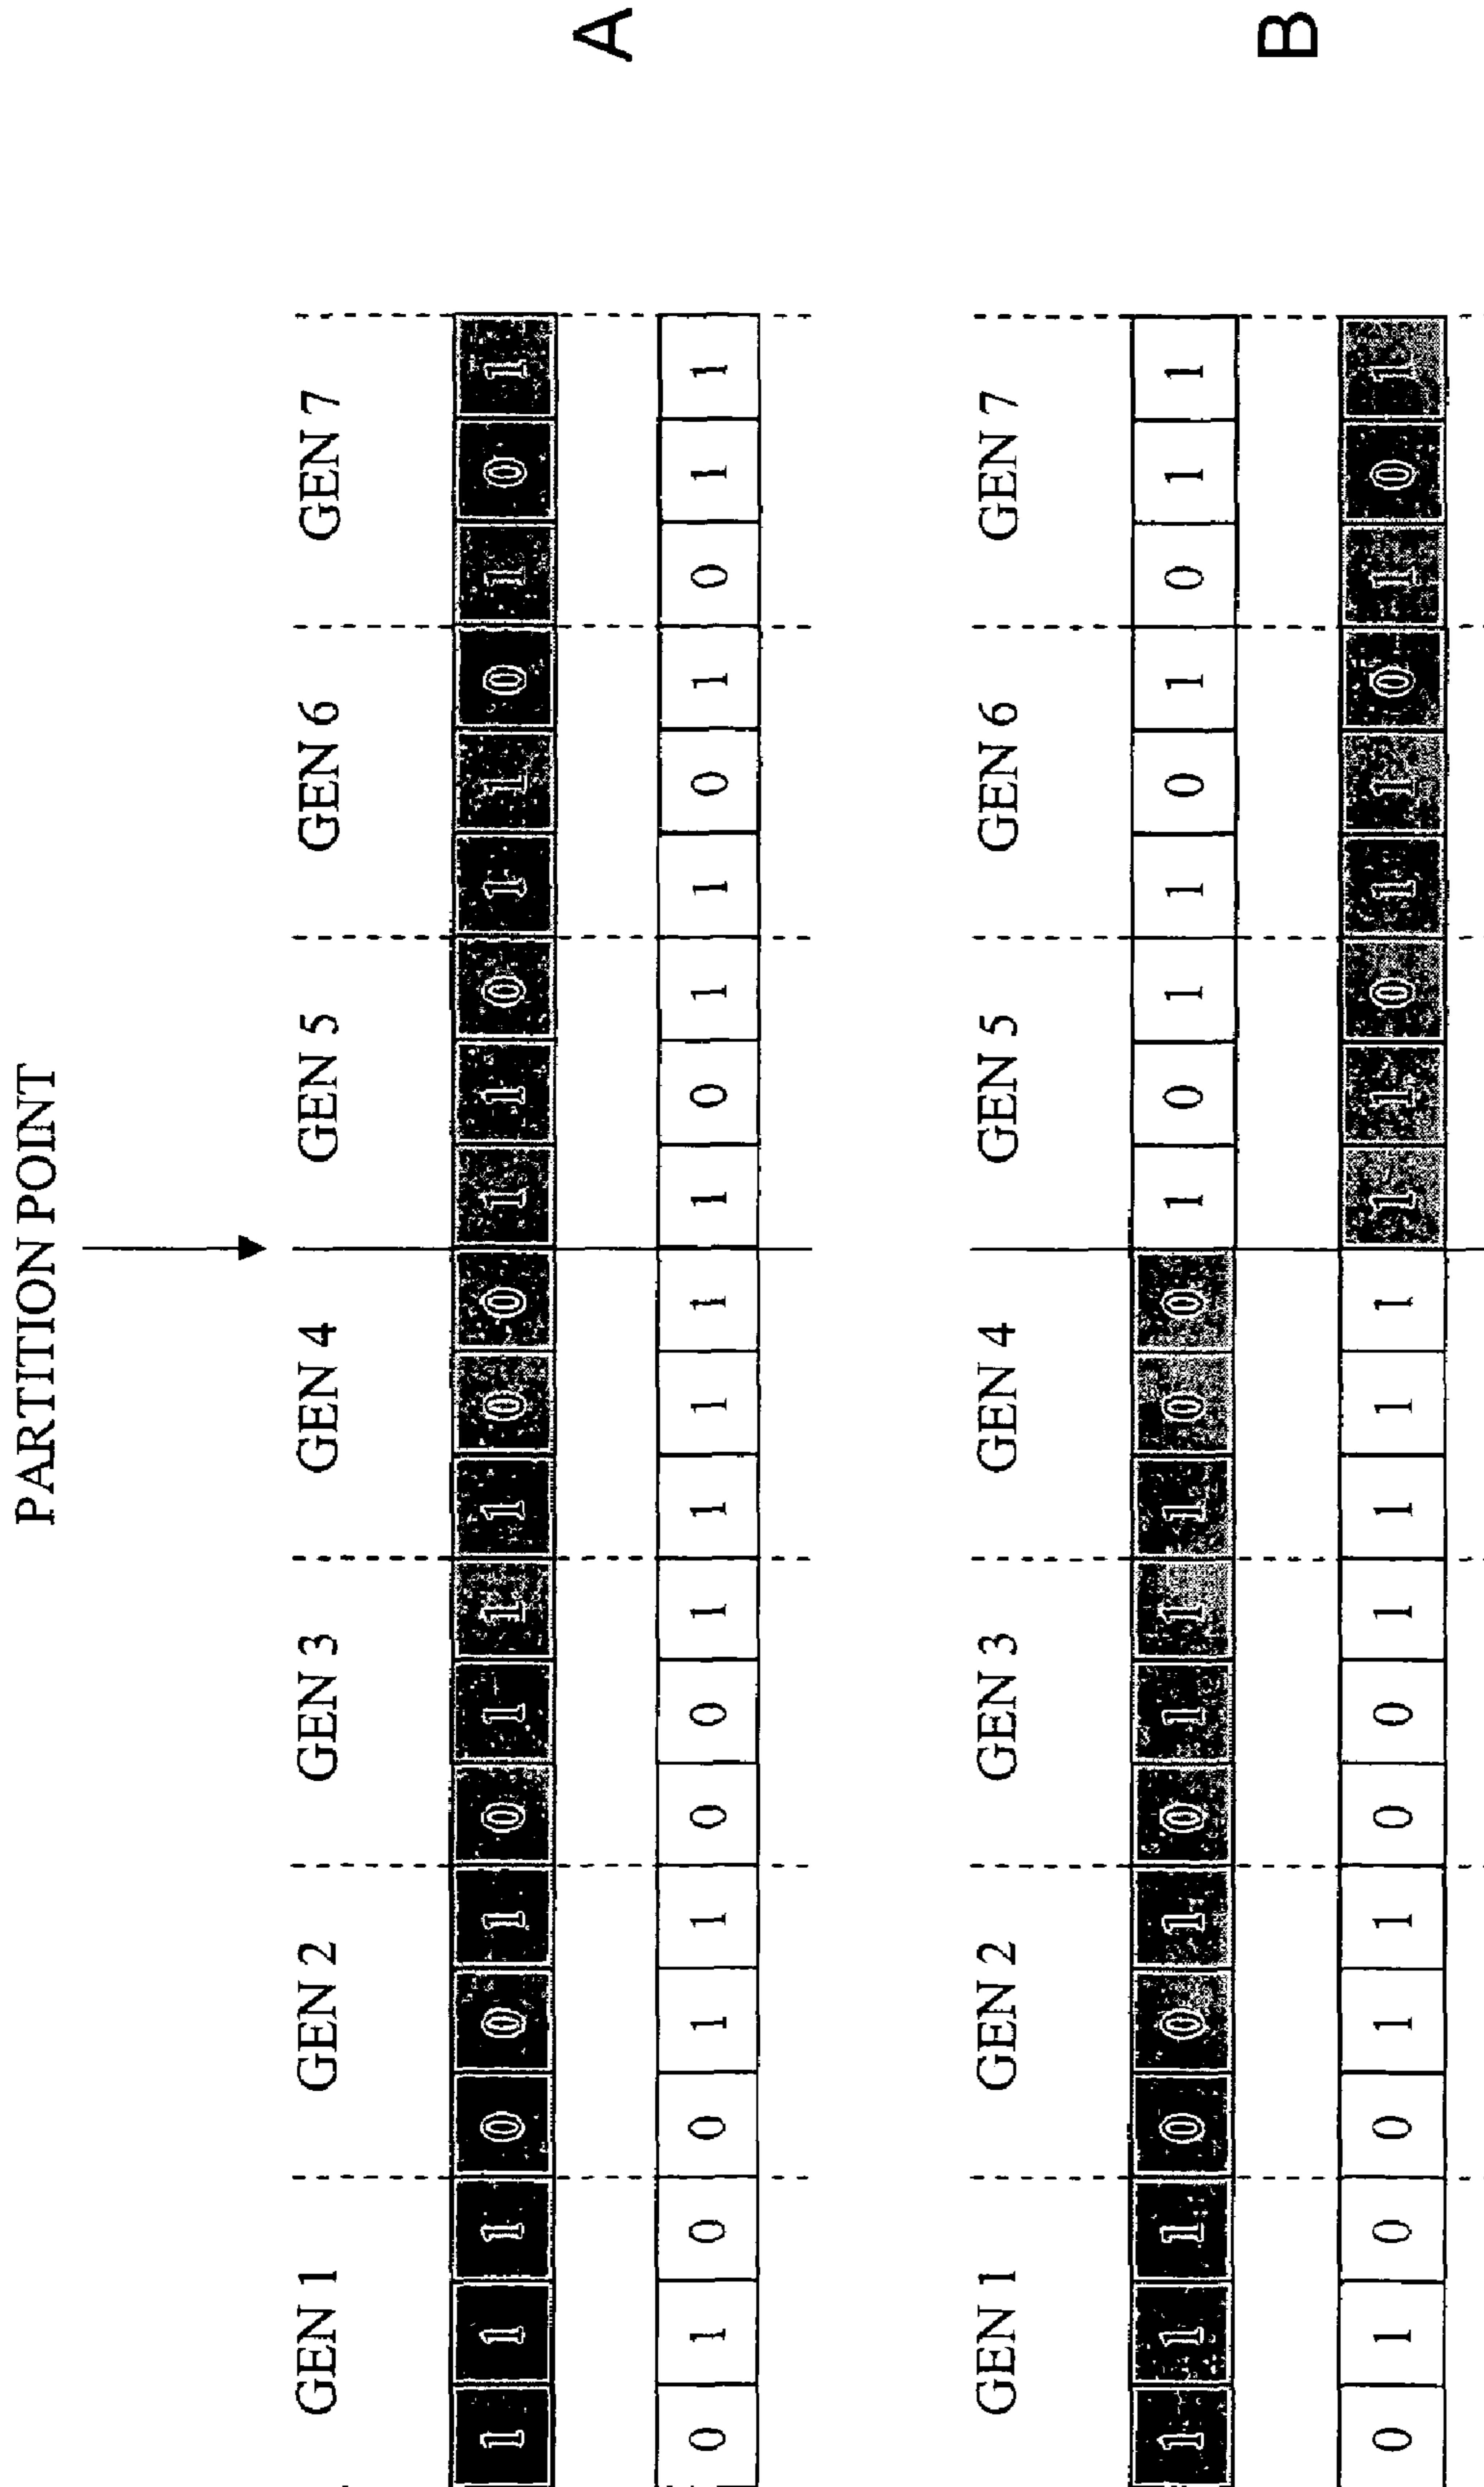 PARTITION POINT
GEN 1 GEN 2 GEN 3 GEN 4 GEN 5 GEN 6 GEN 7
1 1 1 0 0 1 0 1 1 1 0 0 1 1 0 1 1 0 1 0 1
0 1 0 0 1 1 0 0 1 1 1 1 1 0 1 1 0 1 0 1 1
A
GEN 1 GEN 2 GEN 3 GEN 4 GEN 5 GEN 6 GEN 7
1 1 1 0 0 1 0 1 1 1 0 0 1 0 1 1 0 1 0 1 1
0 1 0 0 1 1 0 0 1 1 1 1 1 1 0 1 1 0 1 0 1
B